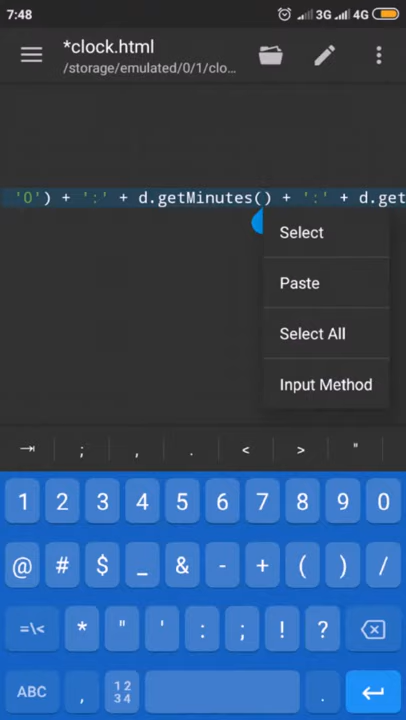 7:48 3G 4G
*clock.html
/storage/emulated/0/1/clo...
'0') + ':' + d.getMinutes() + ':' + d.get
Select
Paste
Select All
Input Method
⇥ ; , . < > "
1 2 3 4 5 6 7 8 9 0
@ # $ _ & - + ( ) /
=\< * " ' : ; ! ?
ABC , 12 .
34